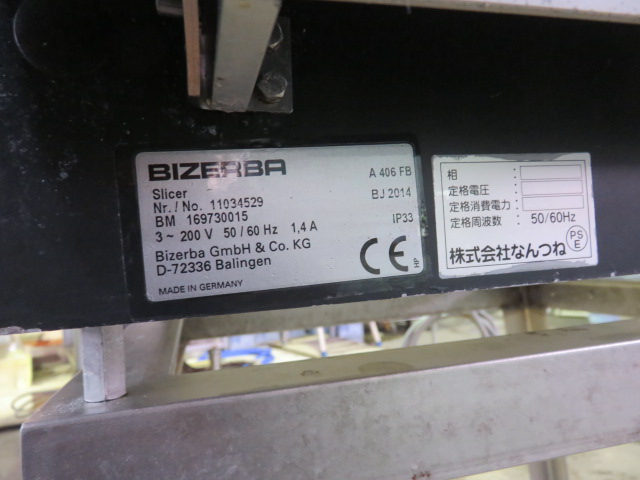 BIZERBA
A 406 FB
Slicer
BJ 2014
Nr. / No. 11034529
BM 169730015
IP33
3 ~ 200 V 50 / 60 Hz 1,4 A
Bizerba GmbH & Co. KG
D-72336 Balingen
CE
HP
MADE IN GERMANY
相 :
定格電圧 :
定格消費電力 :
定格周波数 : 50/60Hz
株式会社なんつね
PS
E